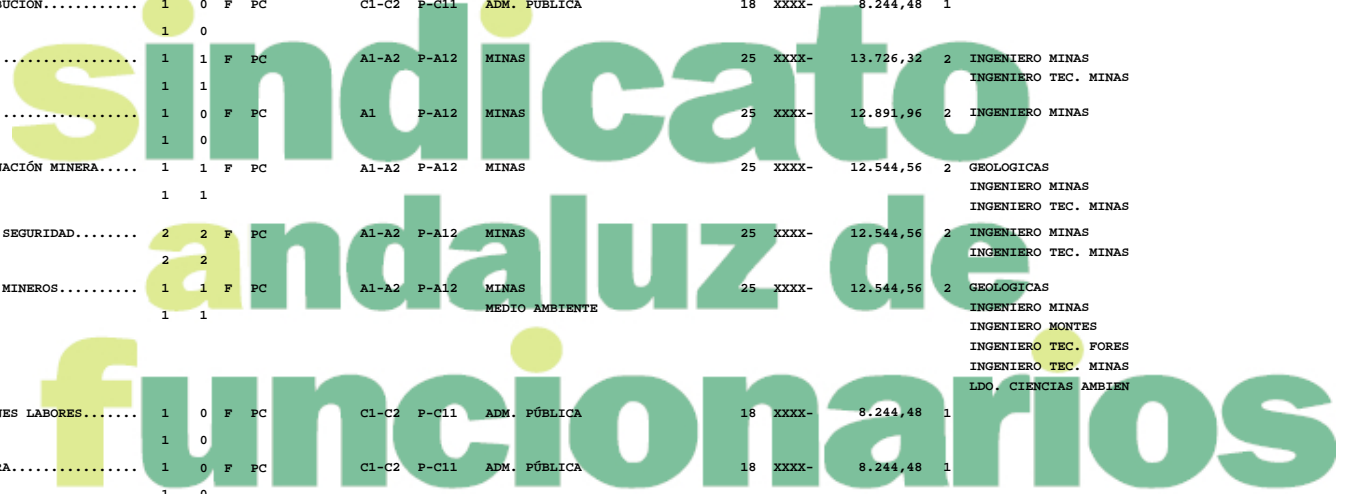 BUCIÓN............ 1 0 F PC C1-C2 P-C11 ADM. PÚBLICA 18 XXXX- 8.244,48 1
1 0
................. 1 1 F PC A1-A2 P-A12 MINAS 25 XXXX- 13.726,32 2 INGENIERO MINAS
INGENIERO TEC. MINAS
1 1
................. 1 0 F PC A1 P-A12 MINAS 25 XXXX- 12.891,96 2 INGENIERO MINAS
1 0
NACIÓN MINERA..... 1 1 F PC A1-A2 P-A12 MINAS 25 XXXX- 12.544,56 2 GEOLOGICAS
INGENIERO MINAS
1 1
INGENIERO TEC. MINAS
SEGURIDAD........ 2 2 F PC A1-A2 P-A12 MINAS 25 XXXX- 12.544,56 2 INGENIERO MINAS
INGENIERO TEC. MINAS
2 2
MINEROS.......... 1 1 F PC A1-A2 P-A12 MINAS 25 XXXX- 12.544,56 2 GEOLOGICAS
MEDIO AMBIENTE INGENIERO MINAS
1 1
INGENIERO MONTES
INGENIERO TEC. FORES
INGENIERO TEC. MINAS
LDO. CIENCIAS AMBIEN
NES LABORES....... 1 0 F PC C1-C2 P-C11 ADM. PÚBLICA 18 XXXX- 8.244,48 1
1 0
RA............... 1 0 F PC C1-C2 P-C11 ADM. PÚBLICA 18 XXXX- 8.244,48 1
1 0
sindicato
andaluz de
funcionarios